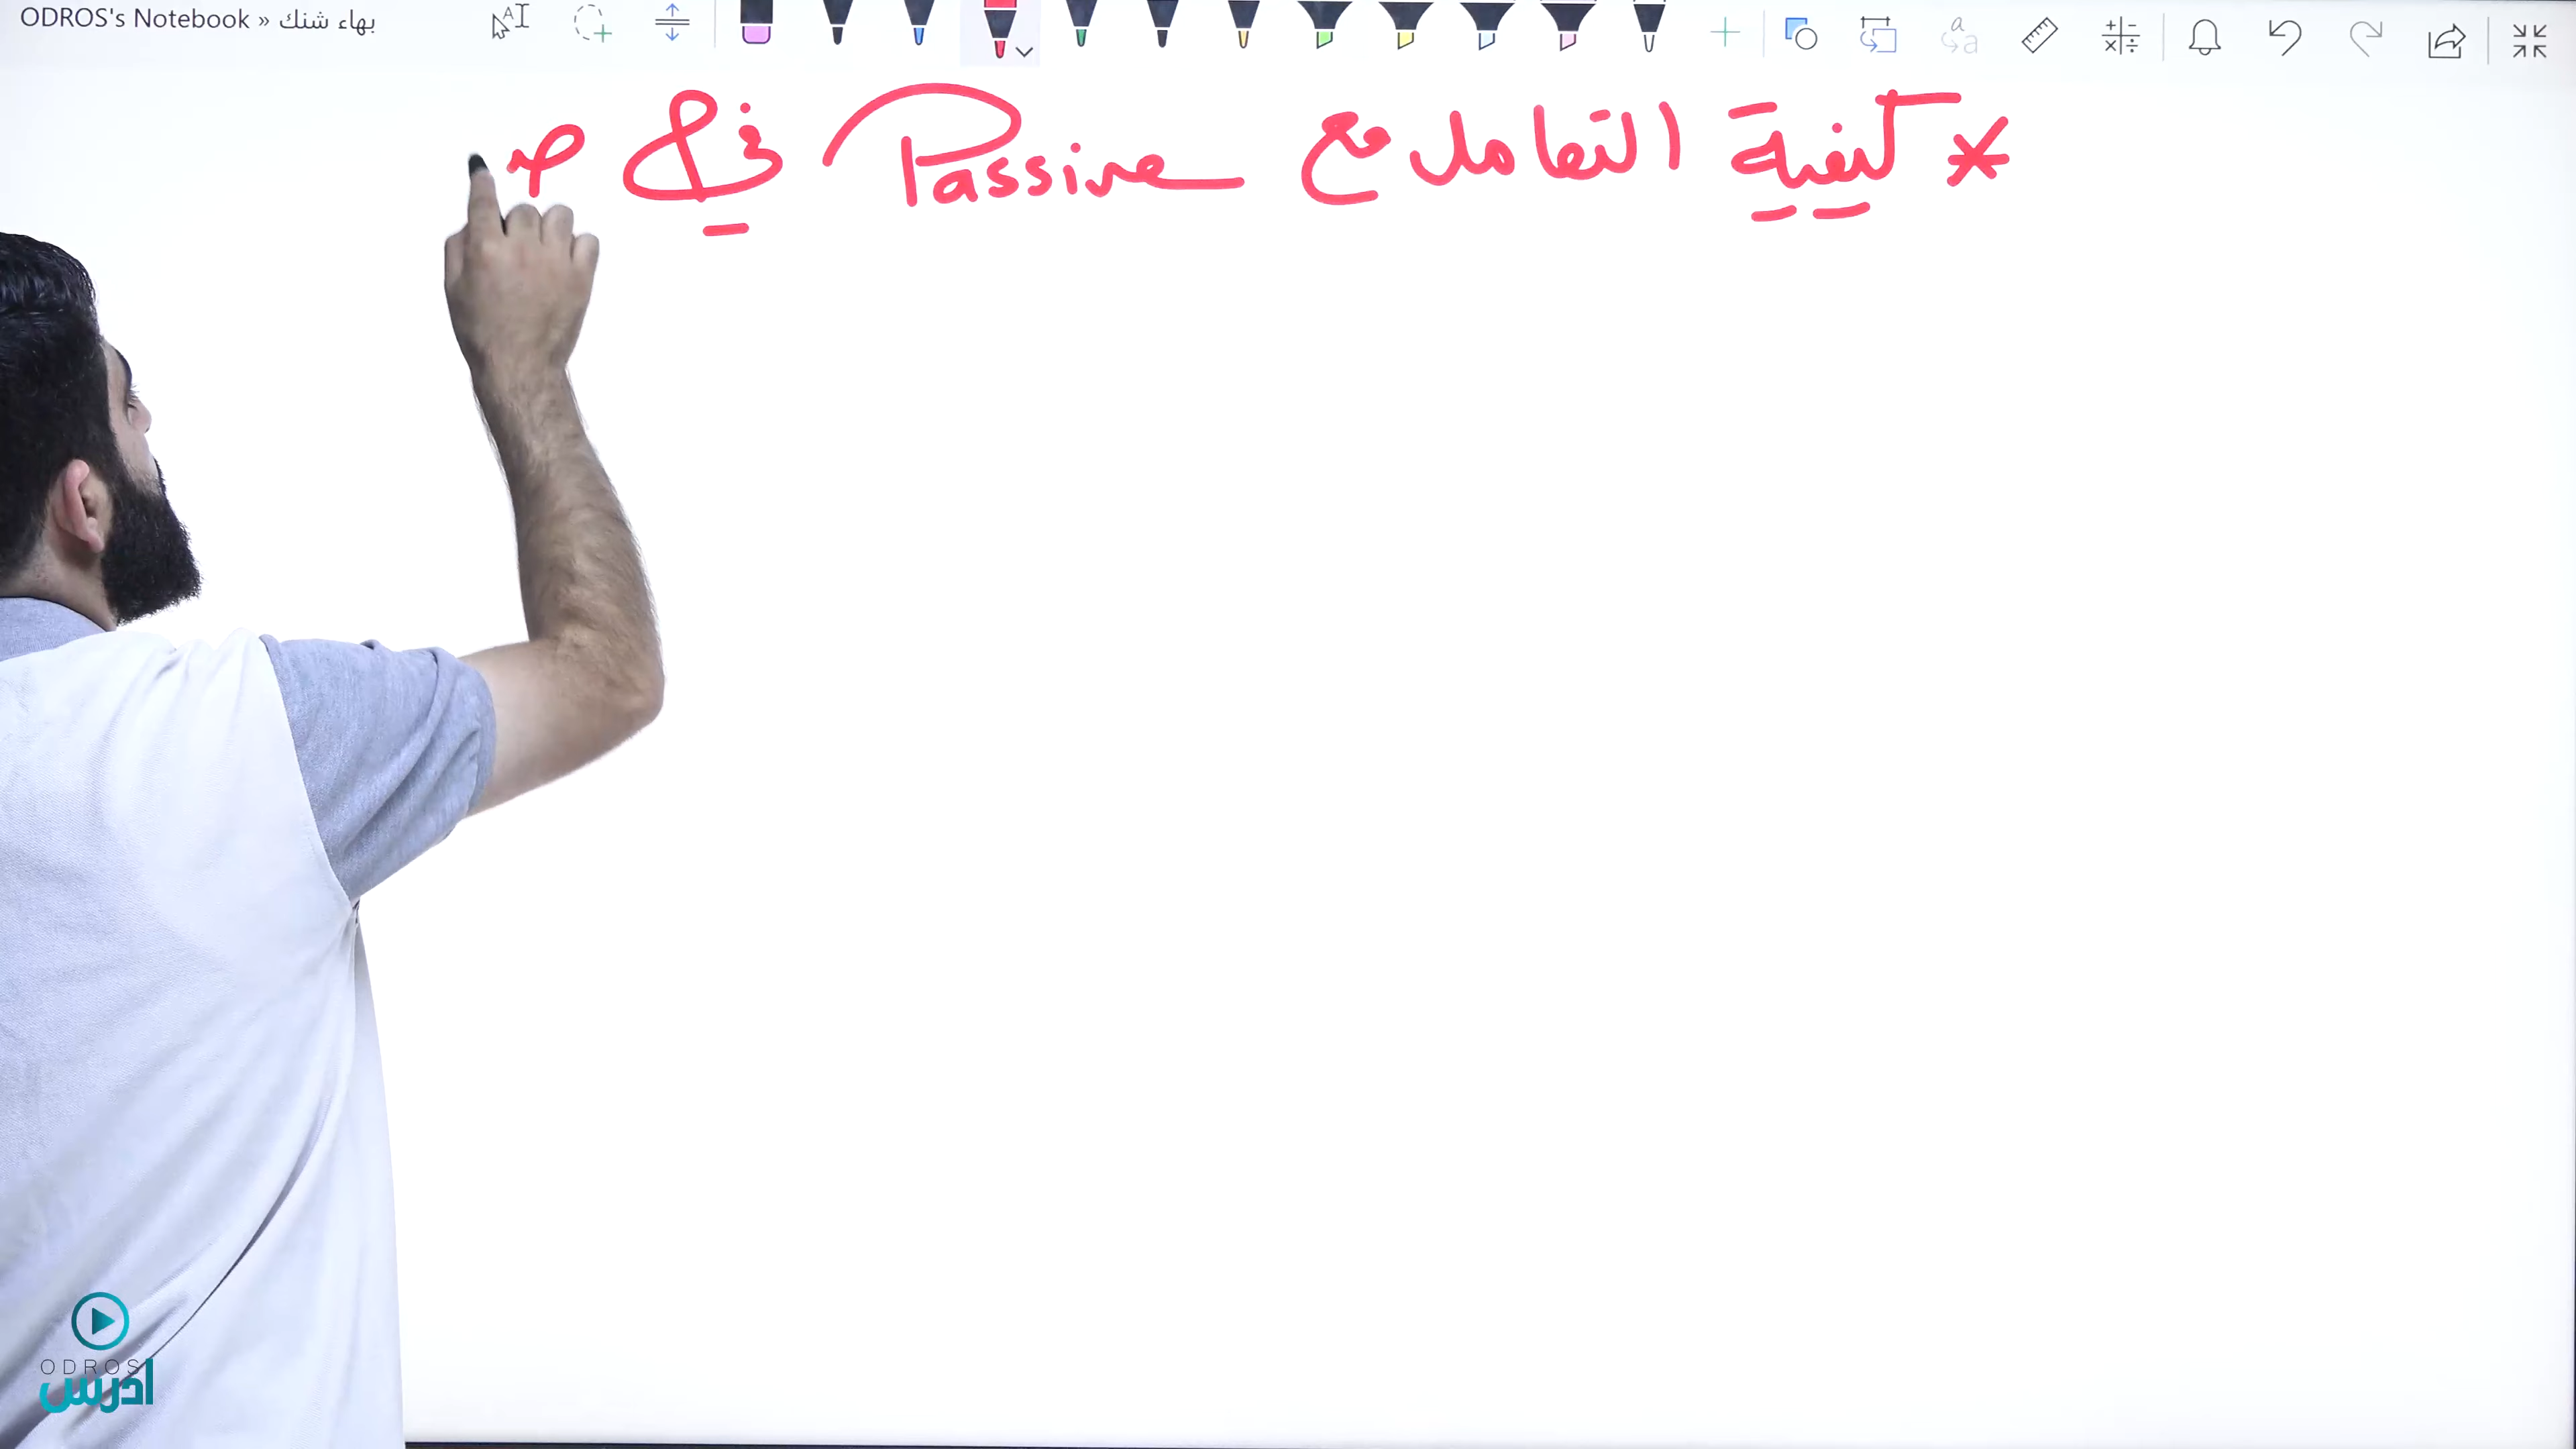 ODROS's Notebook » بهاء شنك
* كيفية التعامل مع Passive في
ODROS
ادرس